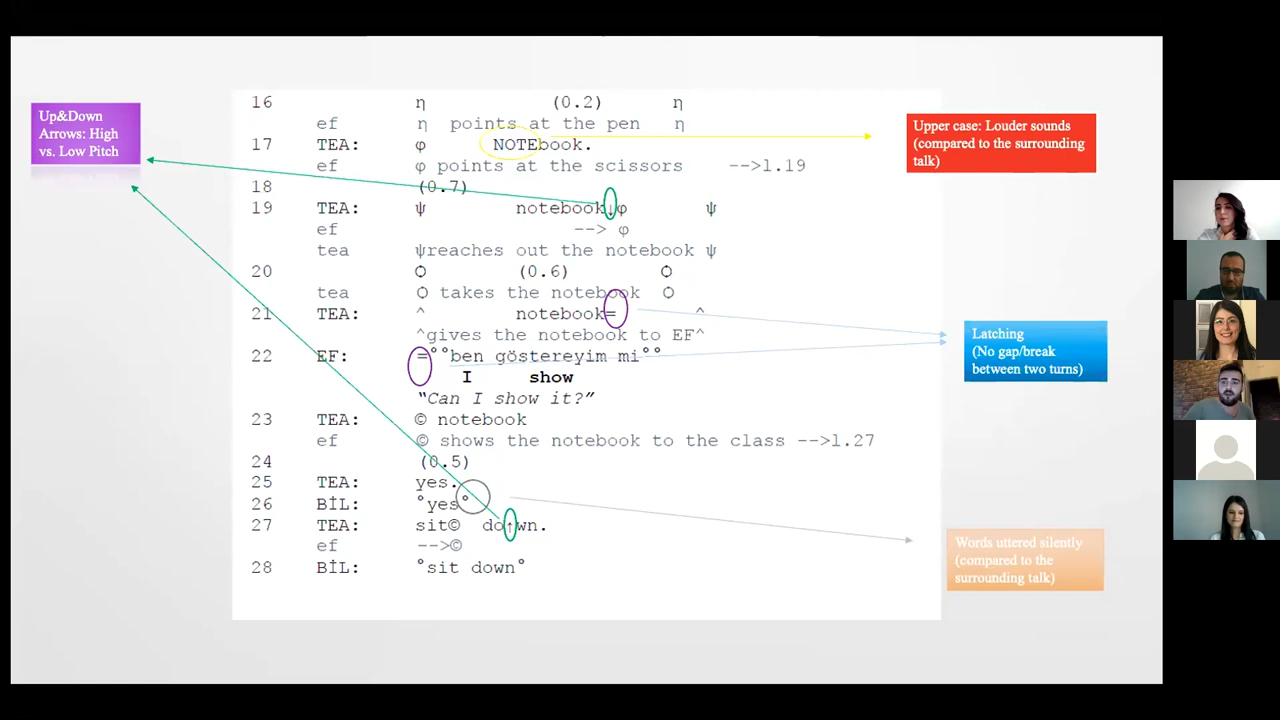 Up&Down
Arrows: High
vs. Low Pitch
16 η (0.2) η
ef η points at the pen η
17 TEA: φ NOTEbook.
ef φ points at the scissors -->l.19
18 (0.7)
19 TEA: ψ notebook↓φ ψ
ef --> φ
tea ψreaches out the notebook ψ
20 Ѻ (0.6) Ѻ
tea Ѻ takes the notebook Ѻ
21 TEA: ^ notebook= ^
^gives the notebook to EF^
22 EF: =°°ben göstereyim mi°°
I show
“Can I show it?”
23 TEA: © notebook
ef © shows the notebook to the class -->l.27
24 (0.5)
25 TEA: yes.
26 BİL: °yes°
27 TEA: sit© do↑wn.
ef -->©
28 BİL: °sit down°
Upper case: Louder sounds
(compared to the surrounding
talk)
Latching
(No gap/break
between two turns)
Words uttered silently
(compared to the
surrounding talk)